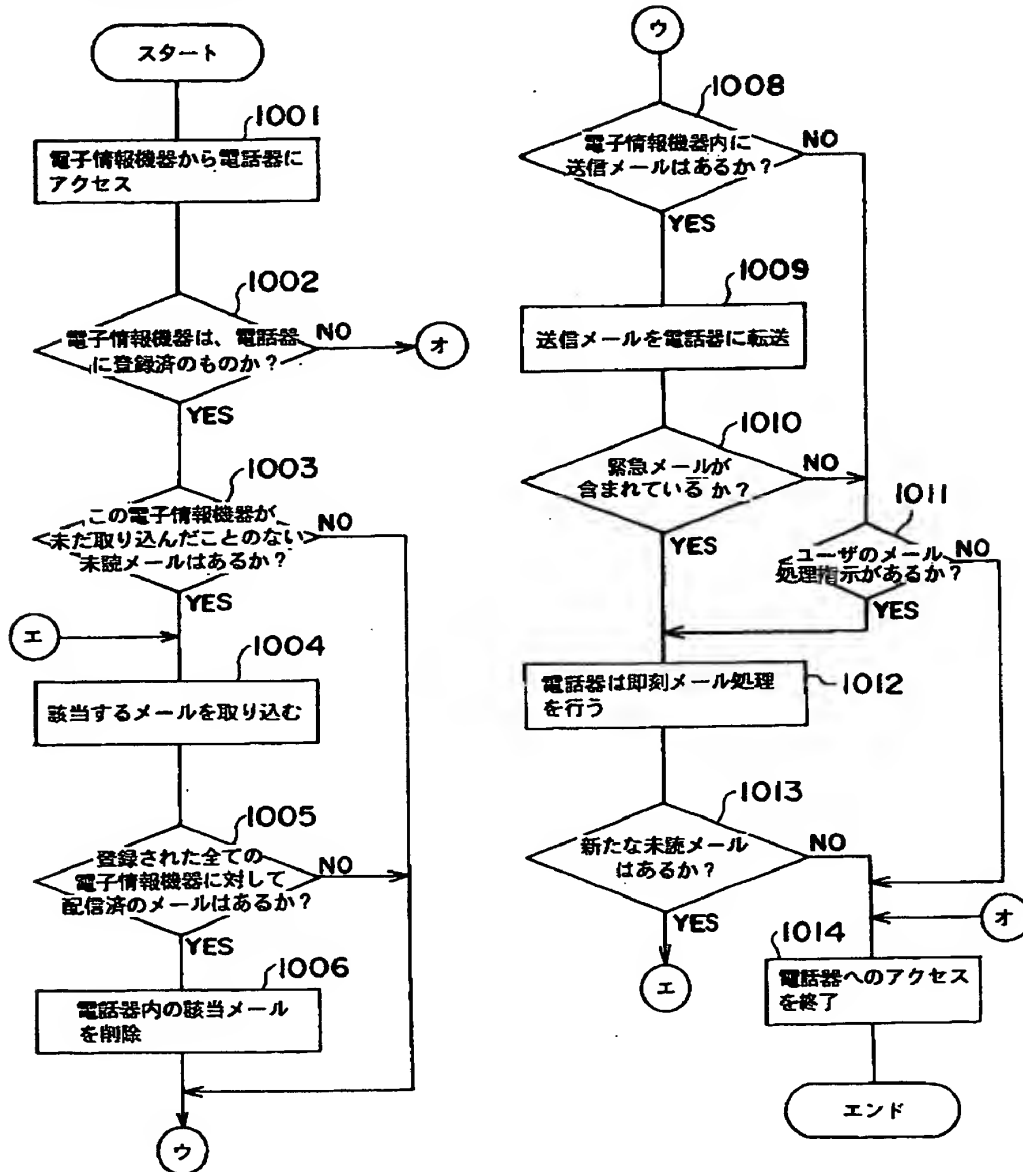 スタート
1001
電子情報機器から電話器に
アクセス
1002
電子情報機器は、電話器
に登録済のものか？
NO
オ
YES
1003
この電子情報機器が
未だ取り込んだことのない
未読メールはあるか？
NO
YES
エ
1004
該当するメールを取り込む
1005
登録された全ての
電子情報機器に対して
配信済のメールはあるか？
NO
YES
1006
電話器内の該当メール
を削除
ウ
ウ
1008
電子情報機器内に
送信メールはあるか？
NO
YES
1009
送信メールを電話器に転送
1010
緊急メールが
含まれているか？
NO
YES
1011
ユーザのメール
処理指示があるか？
NO
YES
1012
電話器は即刻メール処理
を行う
1013
新たな未読メール
はあるか？
NO
YES
エ
オ
1014
電話器へのアクセス
を終了
エンド